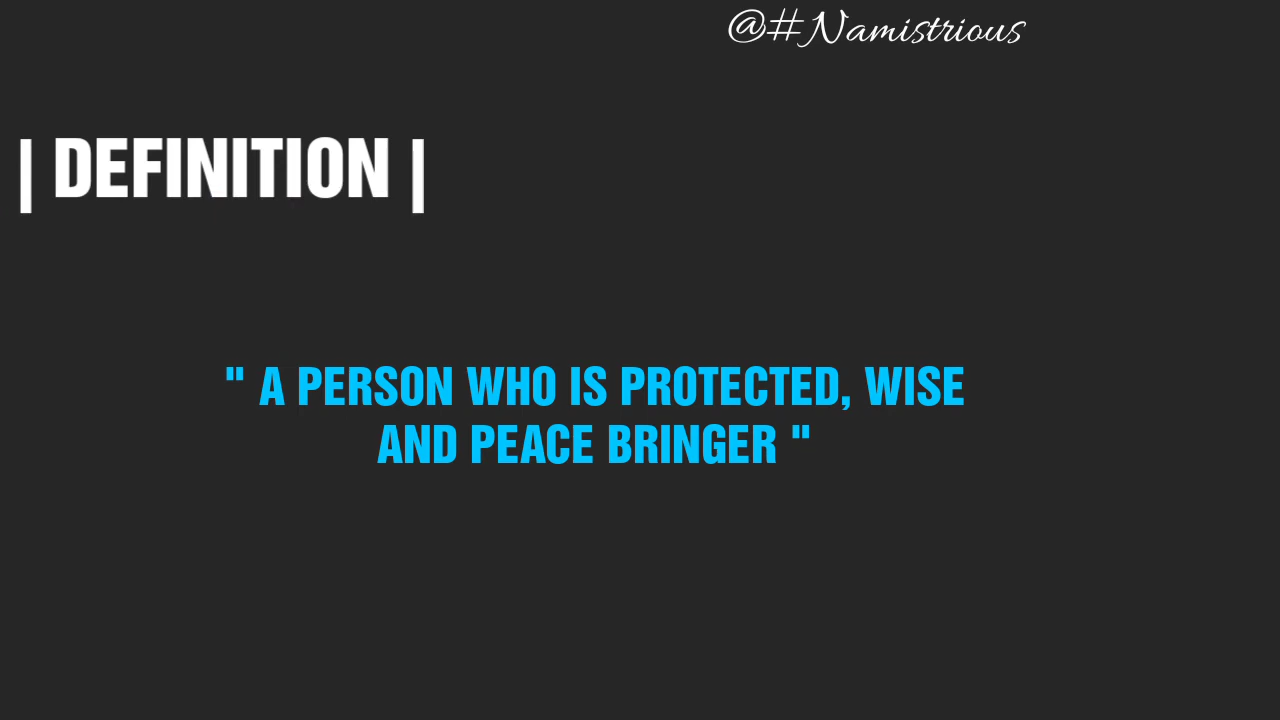 @#Namistrious
| DEFINITION |
" A PERSON WHO IS PROTECTED, WISE
AND PEACE BRINGER "